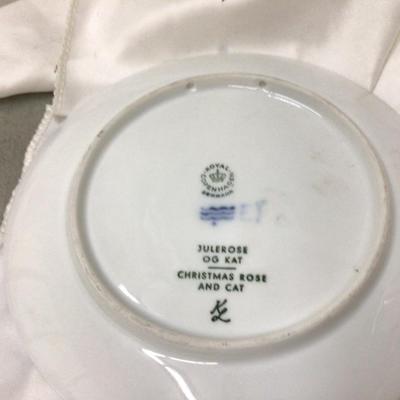 ROYAL
COPENHAGEN
DENMARK
JULEROSE
OG KAT
CHRISTMAS ROSE
AND CAT